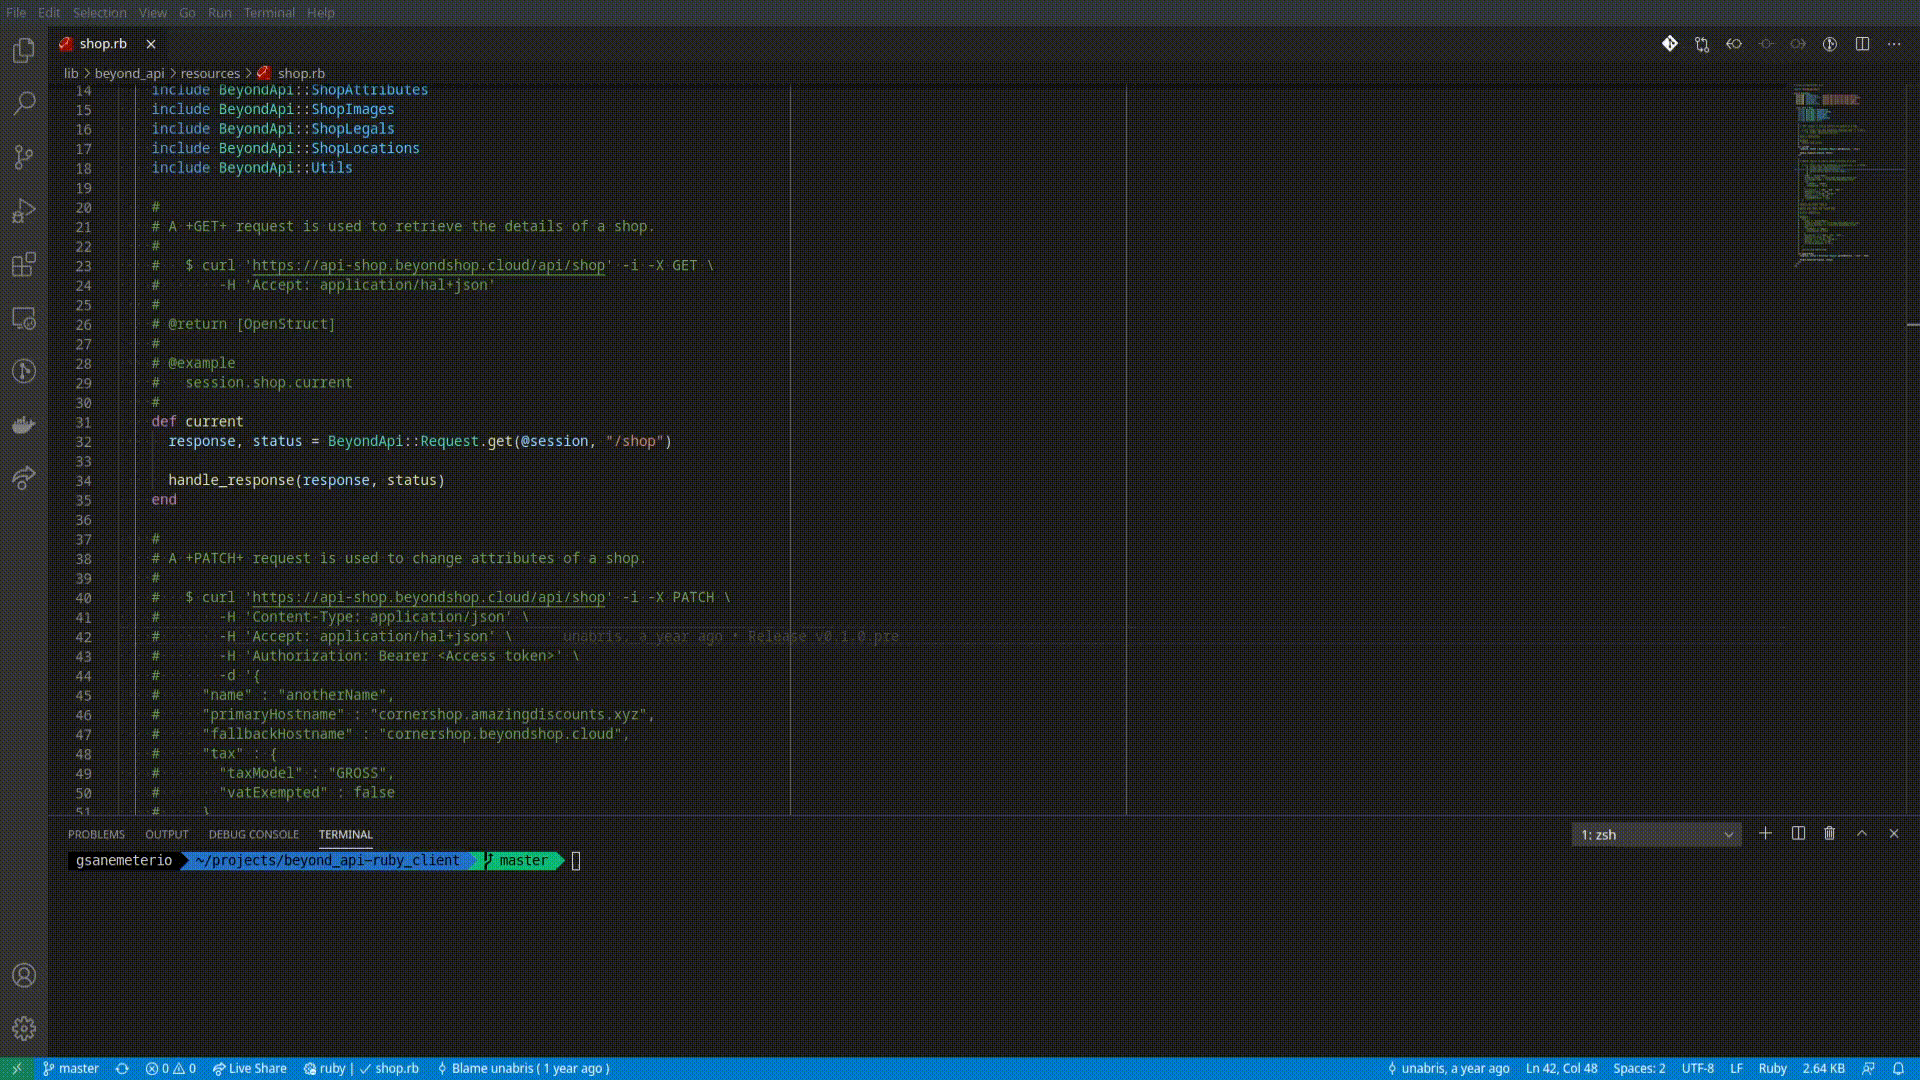 File Edit Selection View Go Run Terminal Help
shop.rb
lib > beyond_api > resources > shop.rb
14 include BeyondApi::ShopAttributes
15 include BeyondApi::ShopImages
16 include BeyondApi::ShopLegals
17 include BeyondApi::ShopLocations
18 include BeyondApi::Utils
19
20 #
21 # A +GET+ request is used to retrieve the details of a shop.
22 #
23 #   $ curl 'https://api-shop.beyondshop.cloud/api/shop' -i -X GET \
24 #       -H 'Accept: application/hal+json'
25 #
26 # @return [OpenStruct]
27 #
28 # @example
29 #   session.shop.current
30 #
31 def current
32   response, status = BeyondApi::Request.get(@session, "/shop")
33
34   handle_response(response, status)
35 end
36
37 #
38 # A +PATCH+ request is used to change attributes of a shop.
39 #
40 #   $ curl 'https://api-shop.beyondshop.cloud/api/shop' -i -X PATCH \
41 #       -H 'Content-Type: application/json' \
42 #       -H 'Accept: application/hal+json' \ unabris, a year ago • Release v0.1.0.pre
43 #       -H 'Authorization: Bearer <Access token>' \
44 #       -d '{
45 #     "name" : "anotherName",
46 #     "primaryHostname" : "cornershop.amazingdiscounts.xyz",
47 #     "fallbackHostname" : "cornershop.beyondshop.cloud",
48 #     "tax" : {
49 #       "taxModel" : "GROSS",
50 #       "vatExempted" : false
51 #     }
PROBLEMS OUTPUT DEBUG CONSOLE TERMINAL 1: zsh
gsanemeterio ~/projects/beyond_api-ruby_client master
master 0 0 Live Share ruby | ✓ shop.rb Blame unabris ( 1 year ago ) unabris, a year ago Ln 42, Col 48 Spaces: 2 UTF-8 LF Ruby 2.64 KB